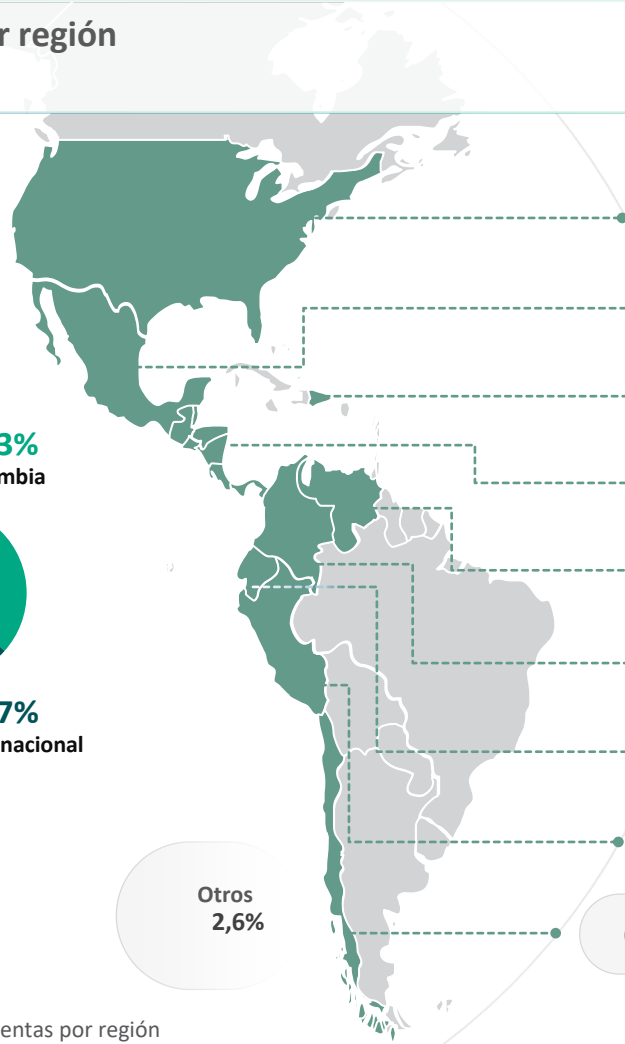 r región
3%
mbia
7%
nacional
Otros
2,6%
entas por región